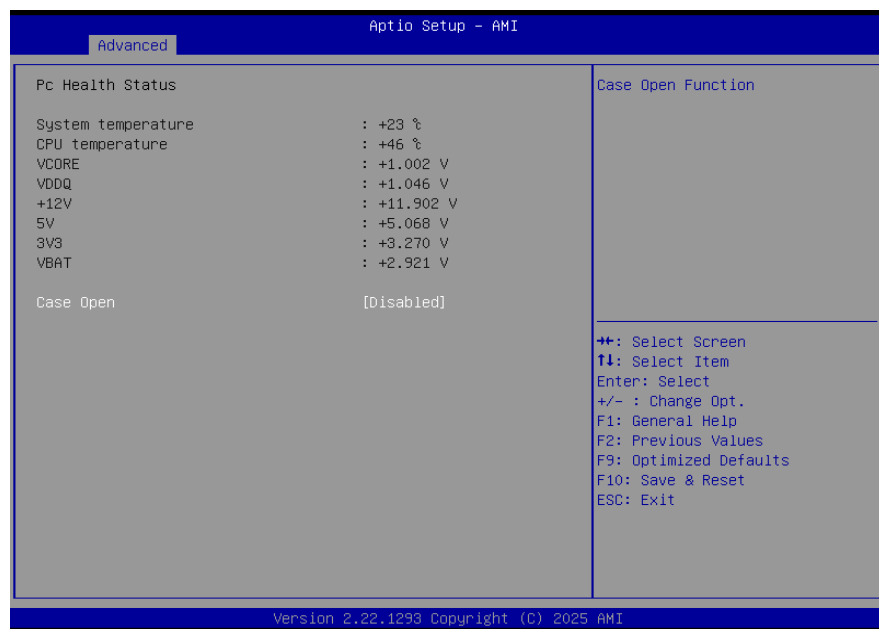 Aptio Setup – AMI
Advanced
Pc Health Status
System temperature : +23 ℃
CPU temperature : +46 ℃
VCORE : +1.002 V
VDDQ : +1.046 V
+12V : +11.902 V
5V : +5.068 V
3V3 : +3.270 V
VBAT : +2.921 V
Case Open [Disabled]
Case Open Function
→←: Select Screen
↑↓: Select Item
Enter: Select
+/- : Change Opt.
F1: General Help
F2: Previous Values
F9: Optimized Defaults
F10: Save & Reset
ESC: Exit
Version 2.22.1293 Copyright (C) 2025 AMI